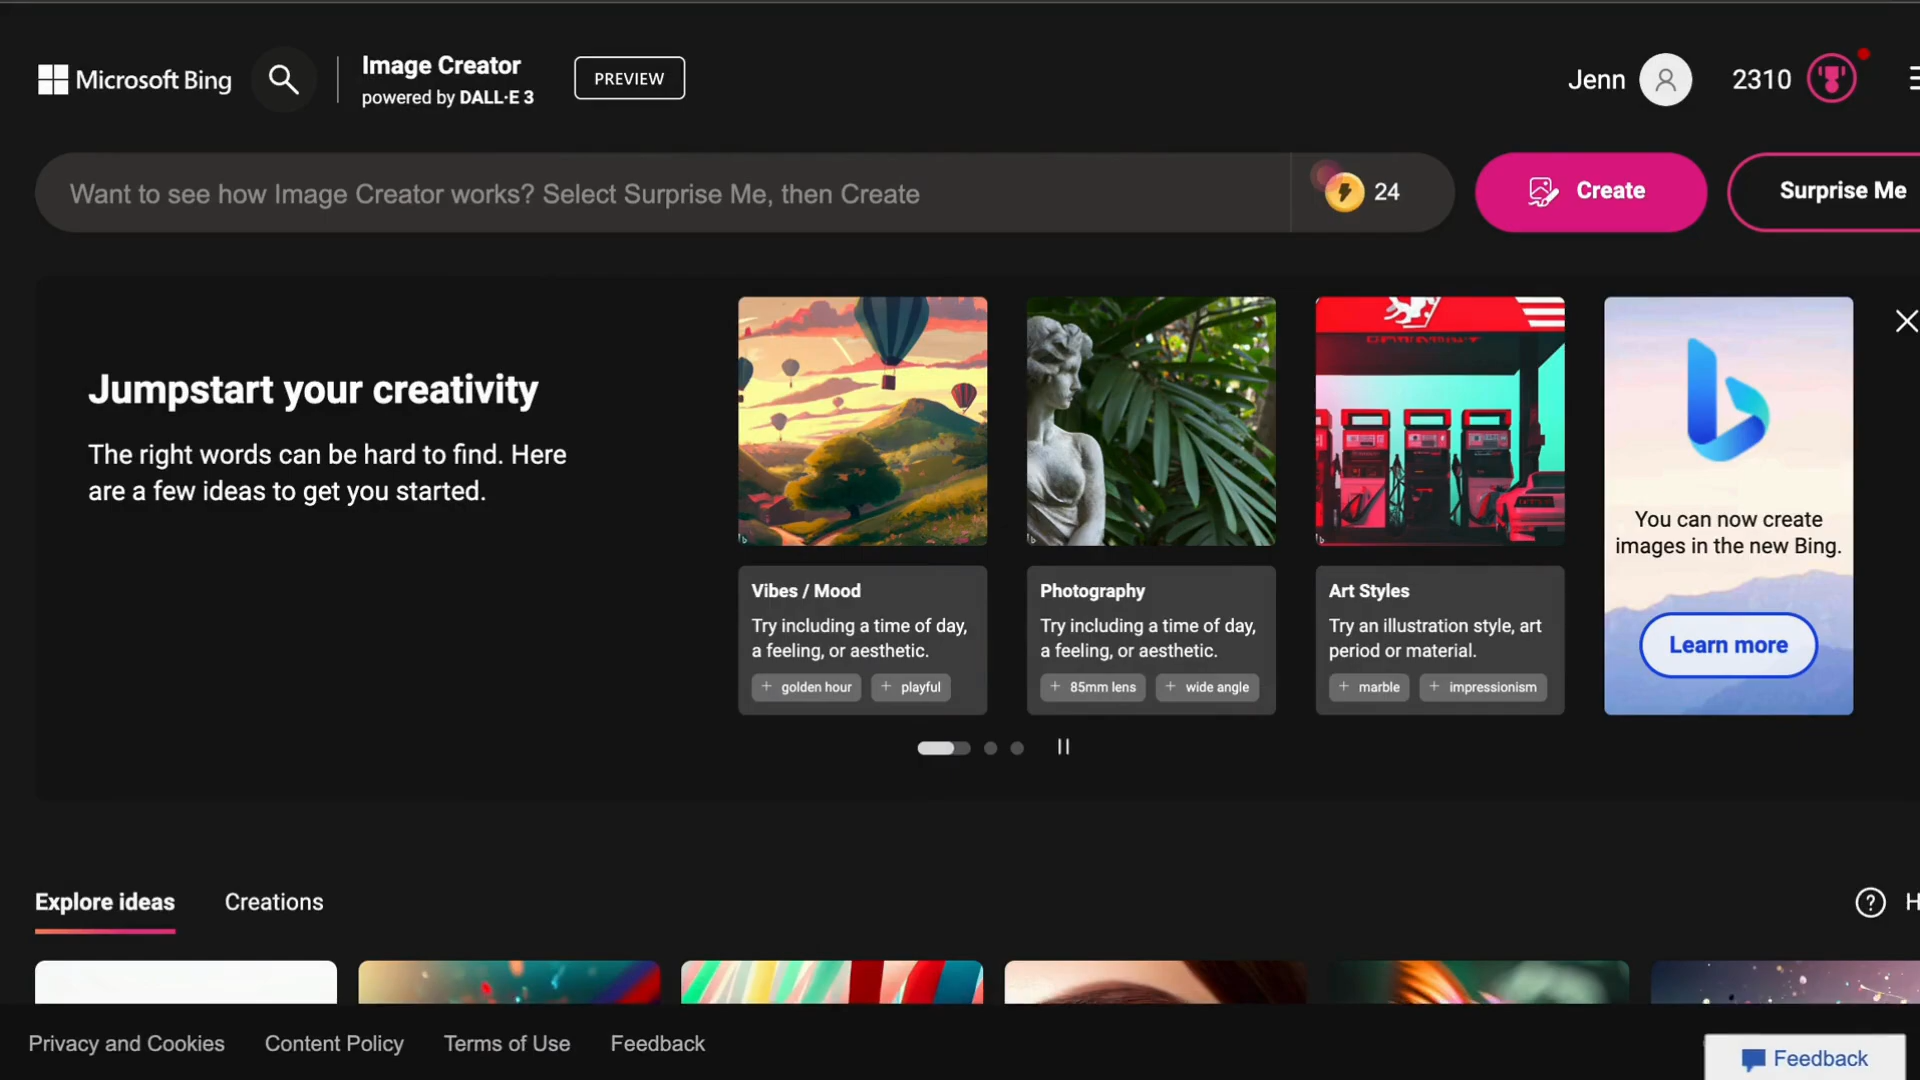 Microsoft Bing
Image Creator
powered by DALL·E 3
PREVIEW
Jenn
2310
Want to see how Image Creator works? Select Surprise Me, then Create
24
Create
Surprise Me
Jumpstart your creativity
The right words can be hard to find. Here
are a few ideas to get you started.
Vibes / Mood
Try including a time of day,
a feeling, or aesthetic.
+ golden hour
+ playful
Photography
Try including a time of day,
a feeling, or aesthetic.
+ 85mm lens
+ wide angle
Art Styles
Try an illustration style, art
period or material.
+ marble
+ impressionism
You can now create
images in the new Bing.
Learn more
Explore ideas
Creations
? H
Privacy and Cookies
Content Policy
Terms of Use
Feedback
Feedback